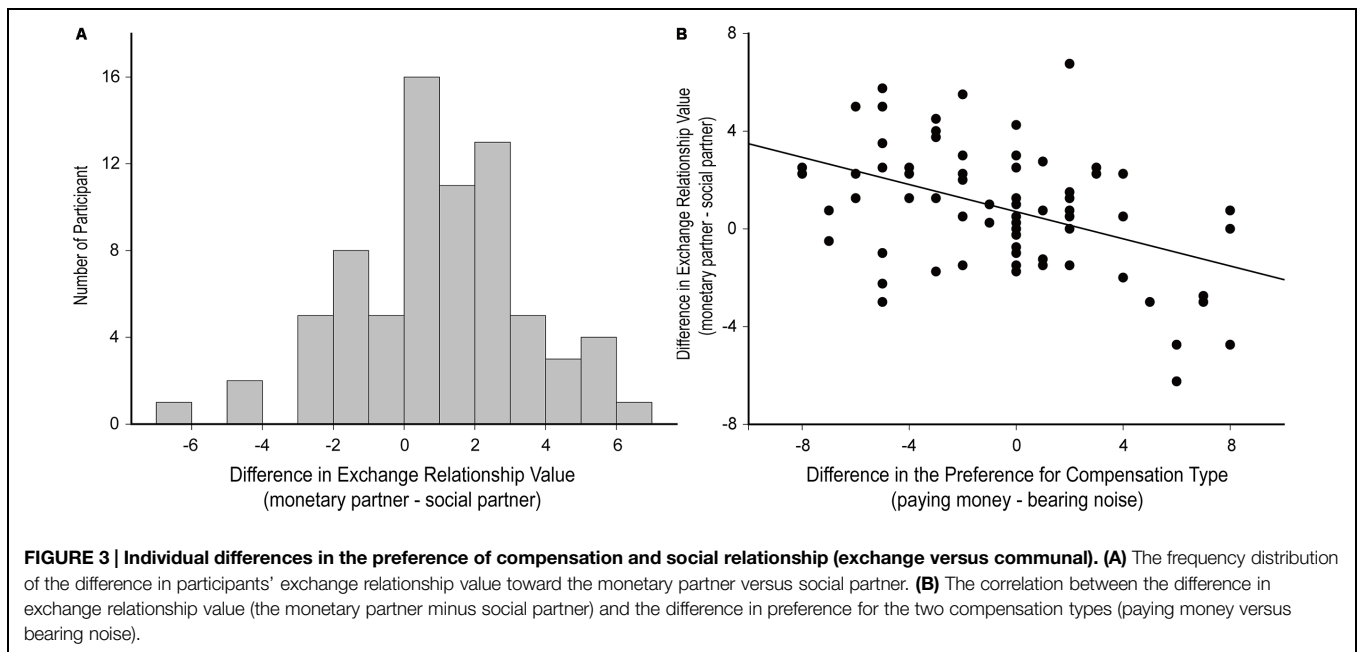 A
16
12
8
4
0
Number of Participant
-6 -4 -2 0 2 4 6
Difference in Exchange Relationship Value
(monetary partner - social partner)
B
8
4
0
-4
-8
Difference in Exchange Relationship Value
(monetary partner - social partner)
-8 -4 0 4 8
Difference in the Preference for Compensation Type
(paying money - bearing noise)
FIGURE 3 | Individual differences in the preference of compensation and social relationship (exchange versus communal). (A) The frequency distribution
of the difference in participants’ exchange relationship value toward the monetary partner versus social partner. (B) The correlation between the difference in
exchange relationship value (the monetary partner minus social partner) and the difference in preference for the two compensation types (paying money versus
bearing noise).